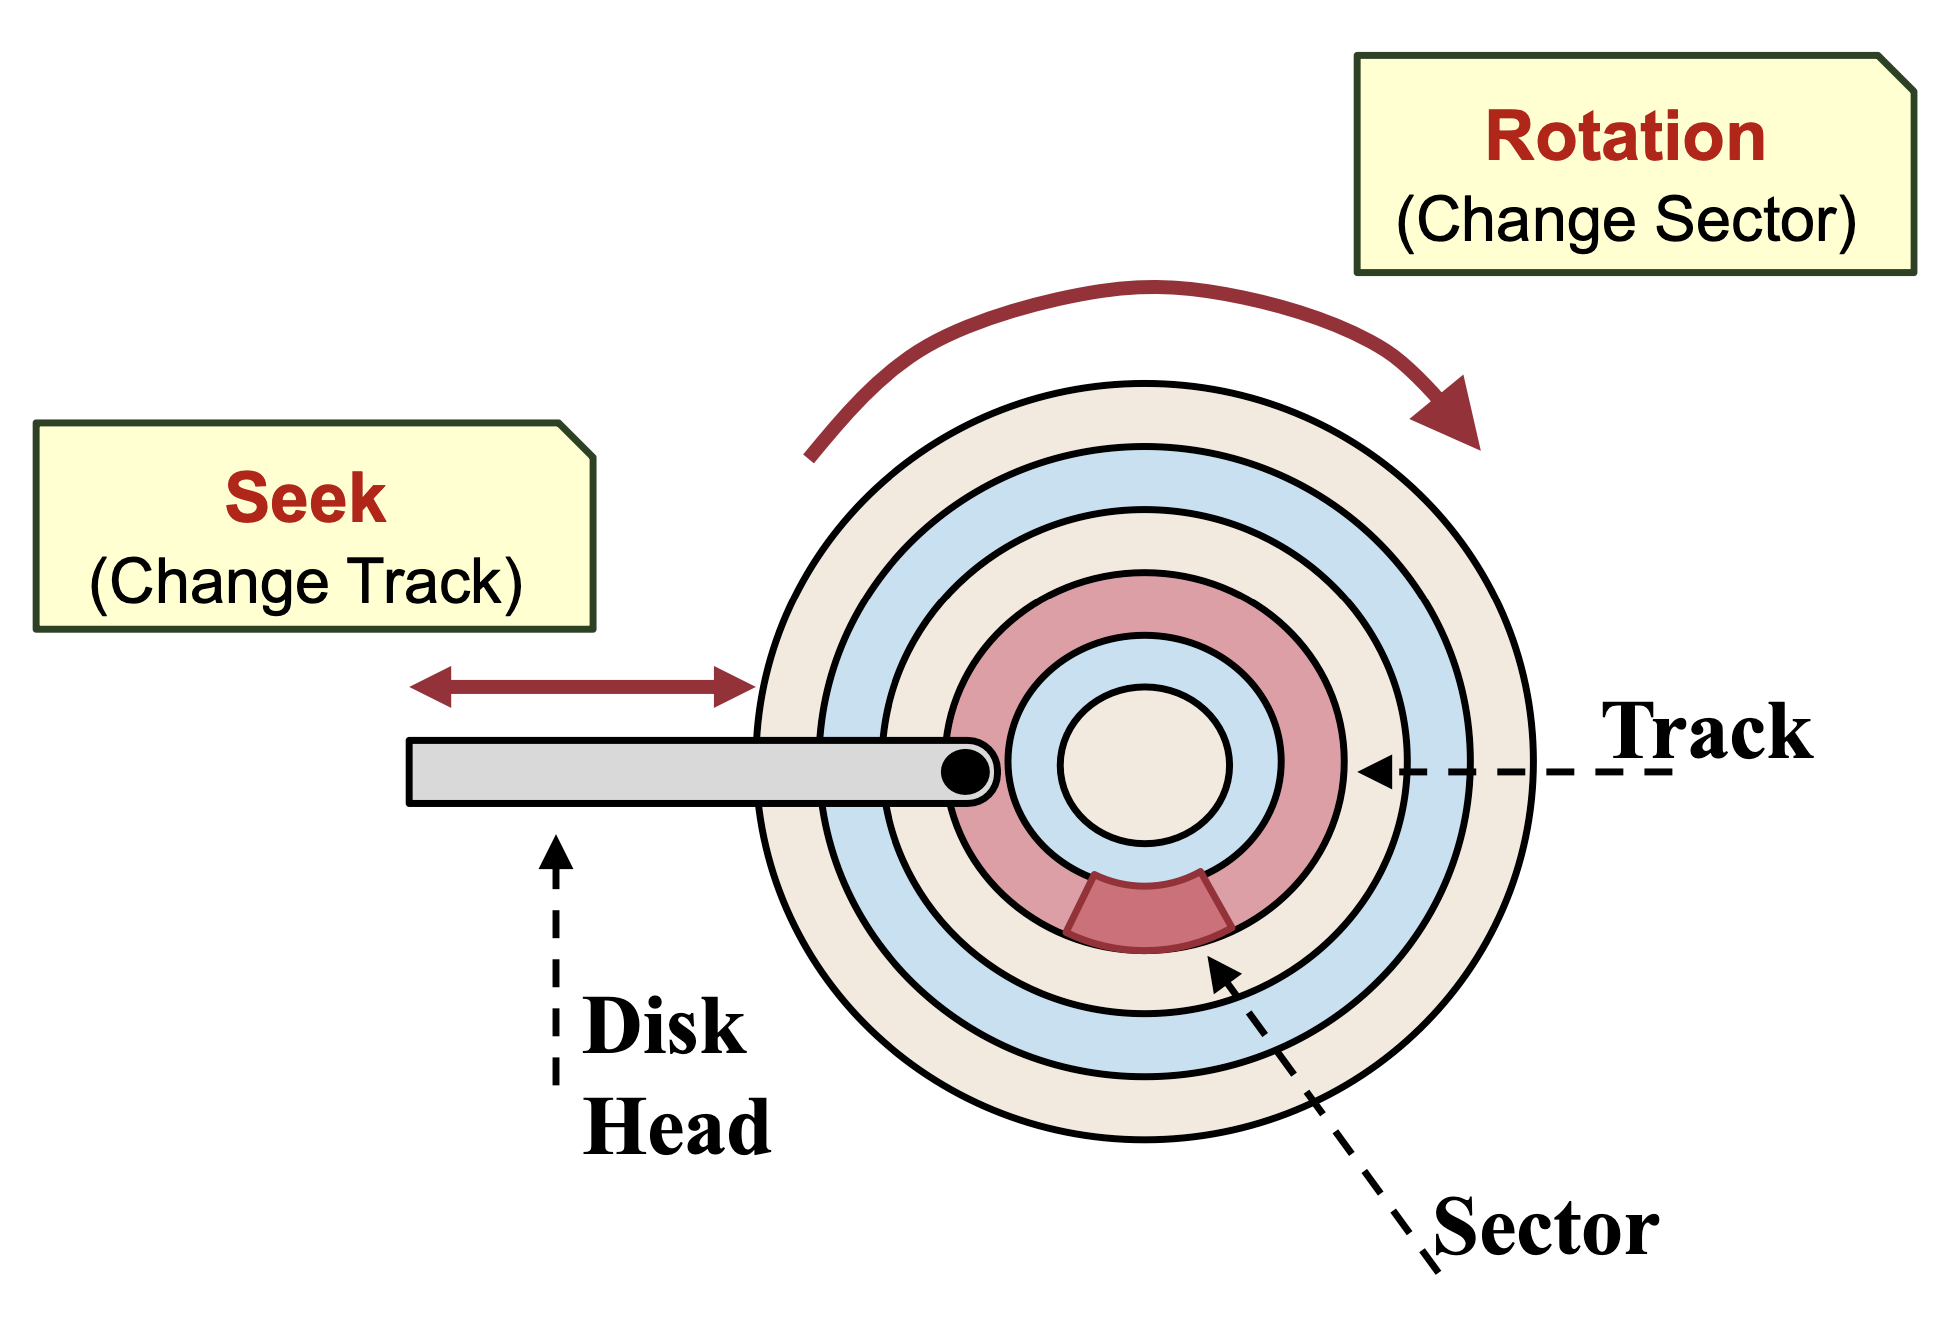 Rotation
(Change Sector)
Seek
(Change Track)
Track
Disk
Head
Sector